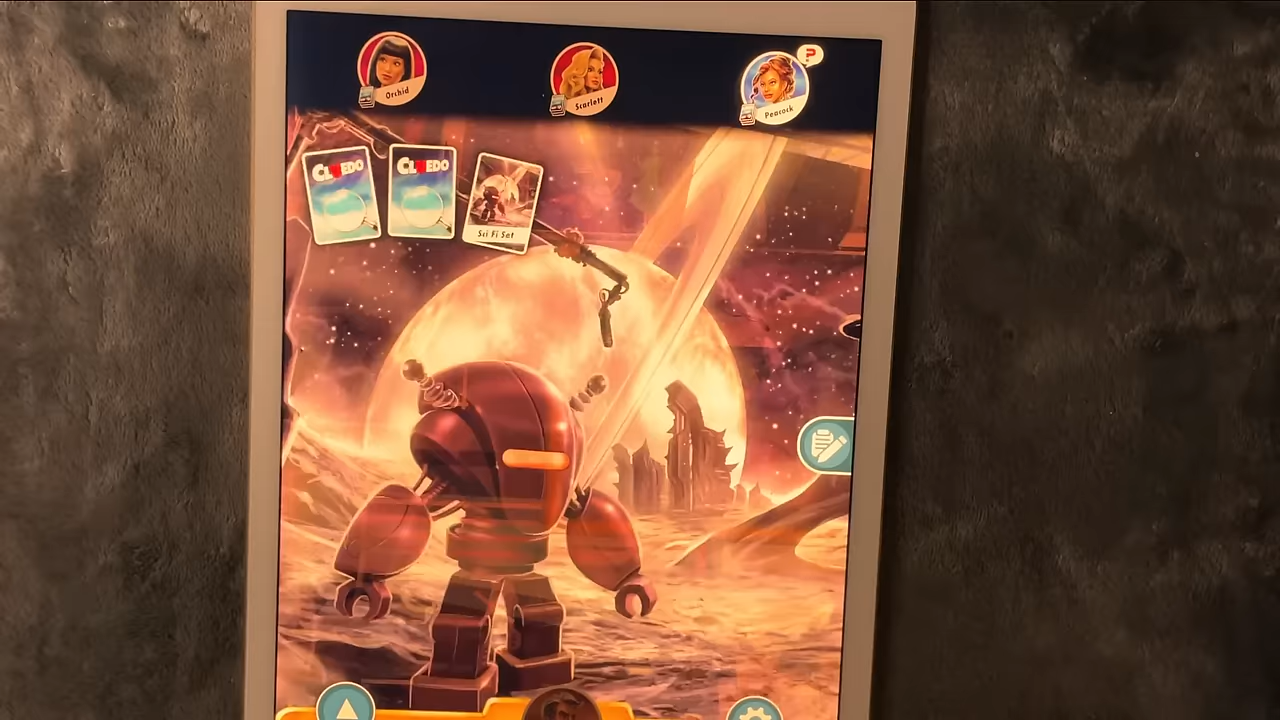 Orchid
Scarlett
?
Peacock
CLUEDO
CLUEDO
Sci Fi Set